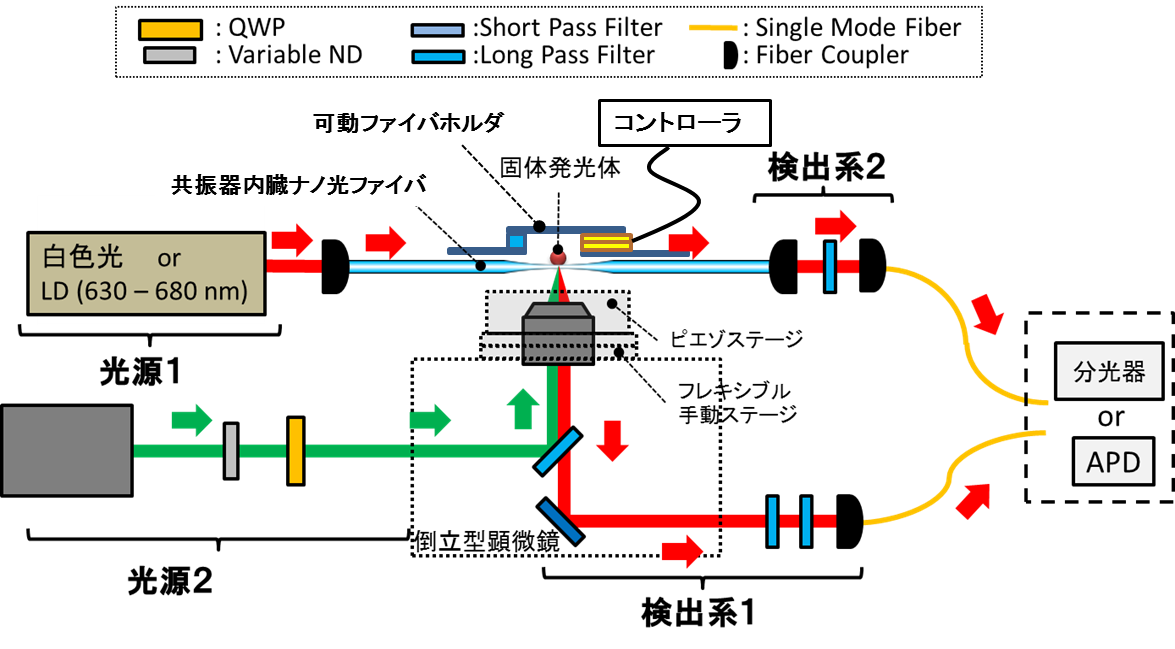 : QWP
:Short Pass Filter
: Single Mode Fiber
: Variable ND
:Long Pass Filter
: Fiber Coupler
可動ファイバホルダ
コントローラ
固体発光体
検出系2
共振器内臓ナノ光ファイバ
白色光 or
LD (630 – 680 nm)
光源1
ピエゾステージ
フレキシブル
手動ステージ
分光器
or
APD
倒立型顕微鏡
光源2
検出系1